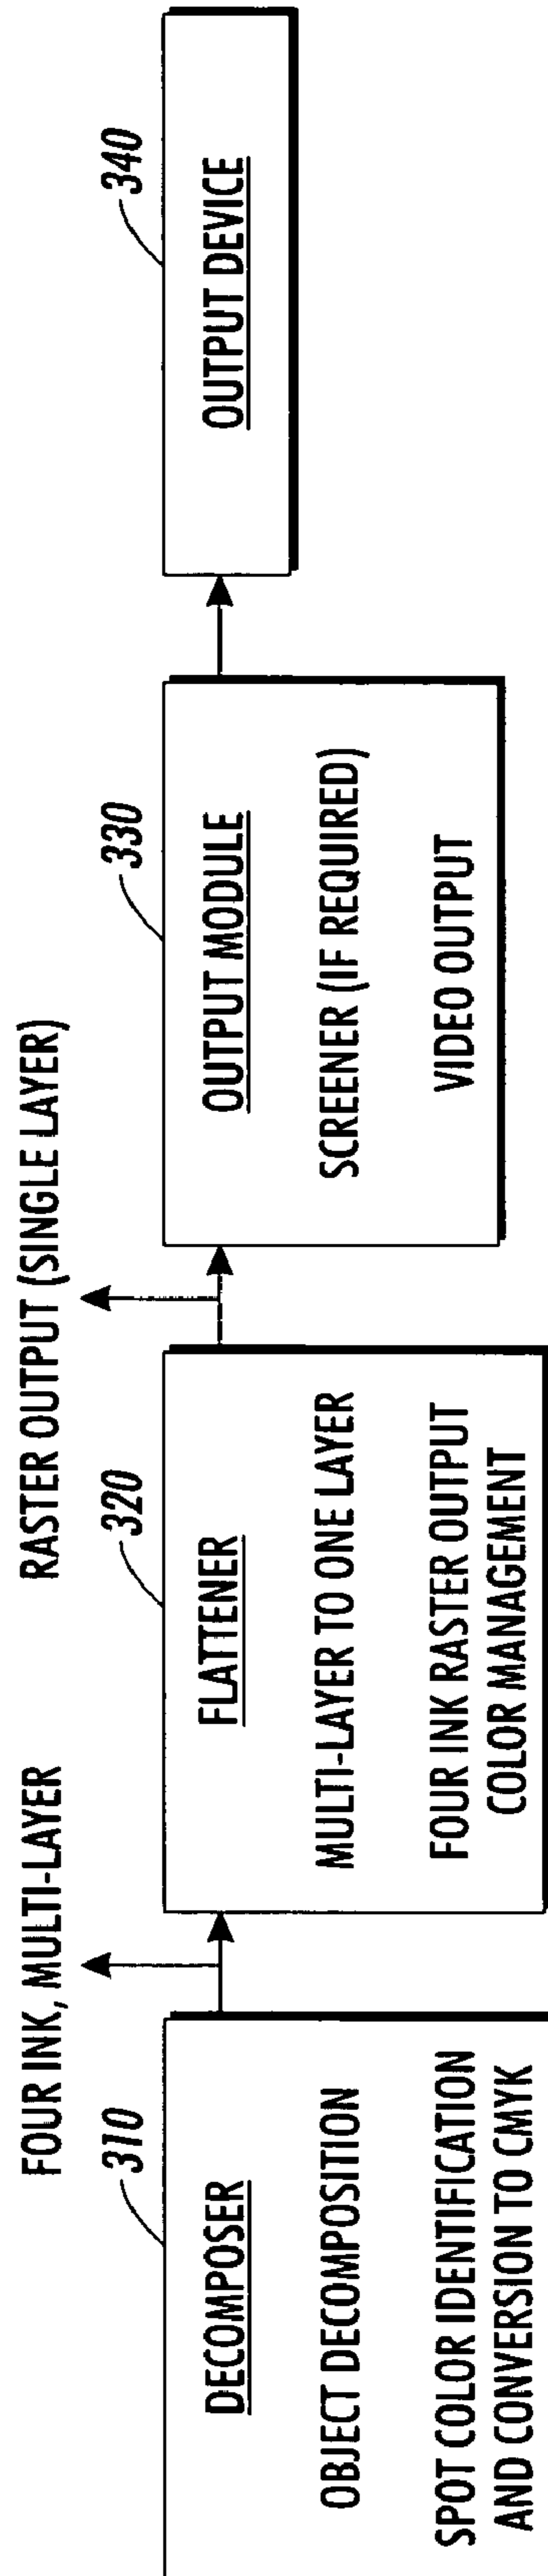 FOUR INK, MULTI-LAYER
310
DECOMPOSER
OBJECT DECOMPOSITION
SPOT COLOR IDENTIFICATION
AND CONVERSION TO CMYK
RASTER OUTPUT (SINGLE LAYER)
320
FLATTENER
MULTI-LAYER TO ONE LAYER
FOUR INK RASTER OUTPUT
COLOR MANAGEMENT
330
OUTPUT MODULE
SCREENER (IF REQUIRED)
VIDEO OUTPUT
340
OUTPUT DEVICE